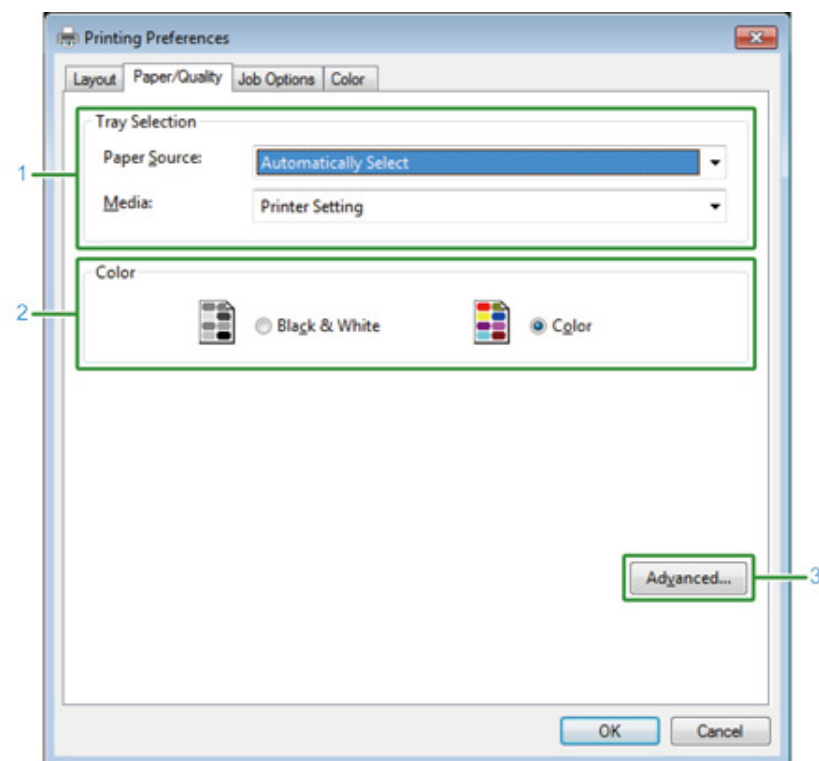 Printing Preferences
Layout Paper/Quality Job Options Color
Tray Selection
Paper Source: Automatically Select
1
Media: Printer Setting
Color
2
Black & White Color
Advanced... 3
OK Cancel